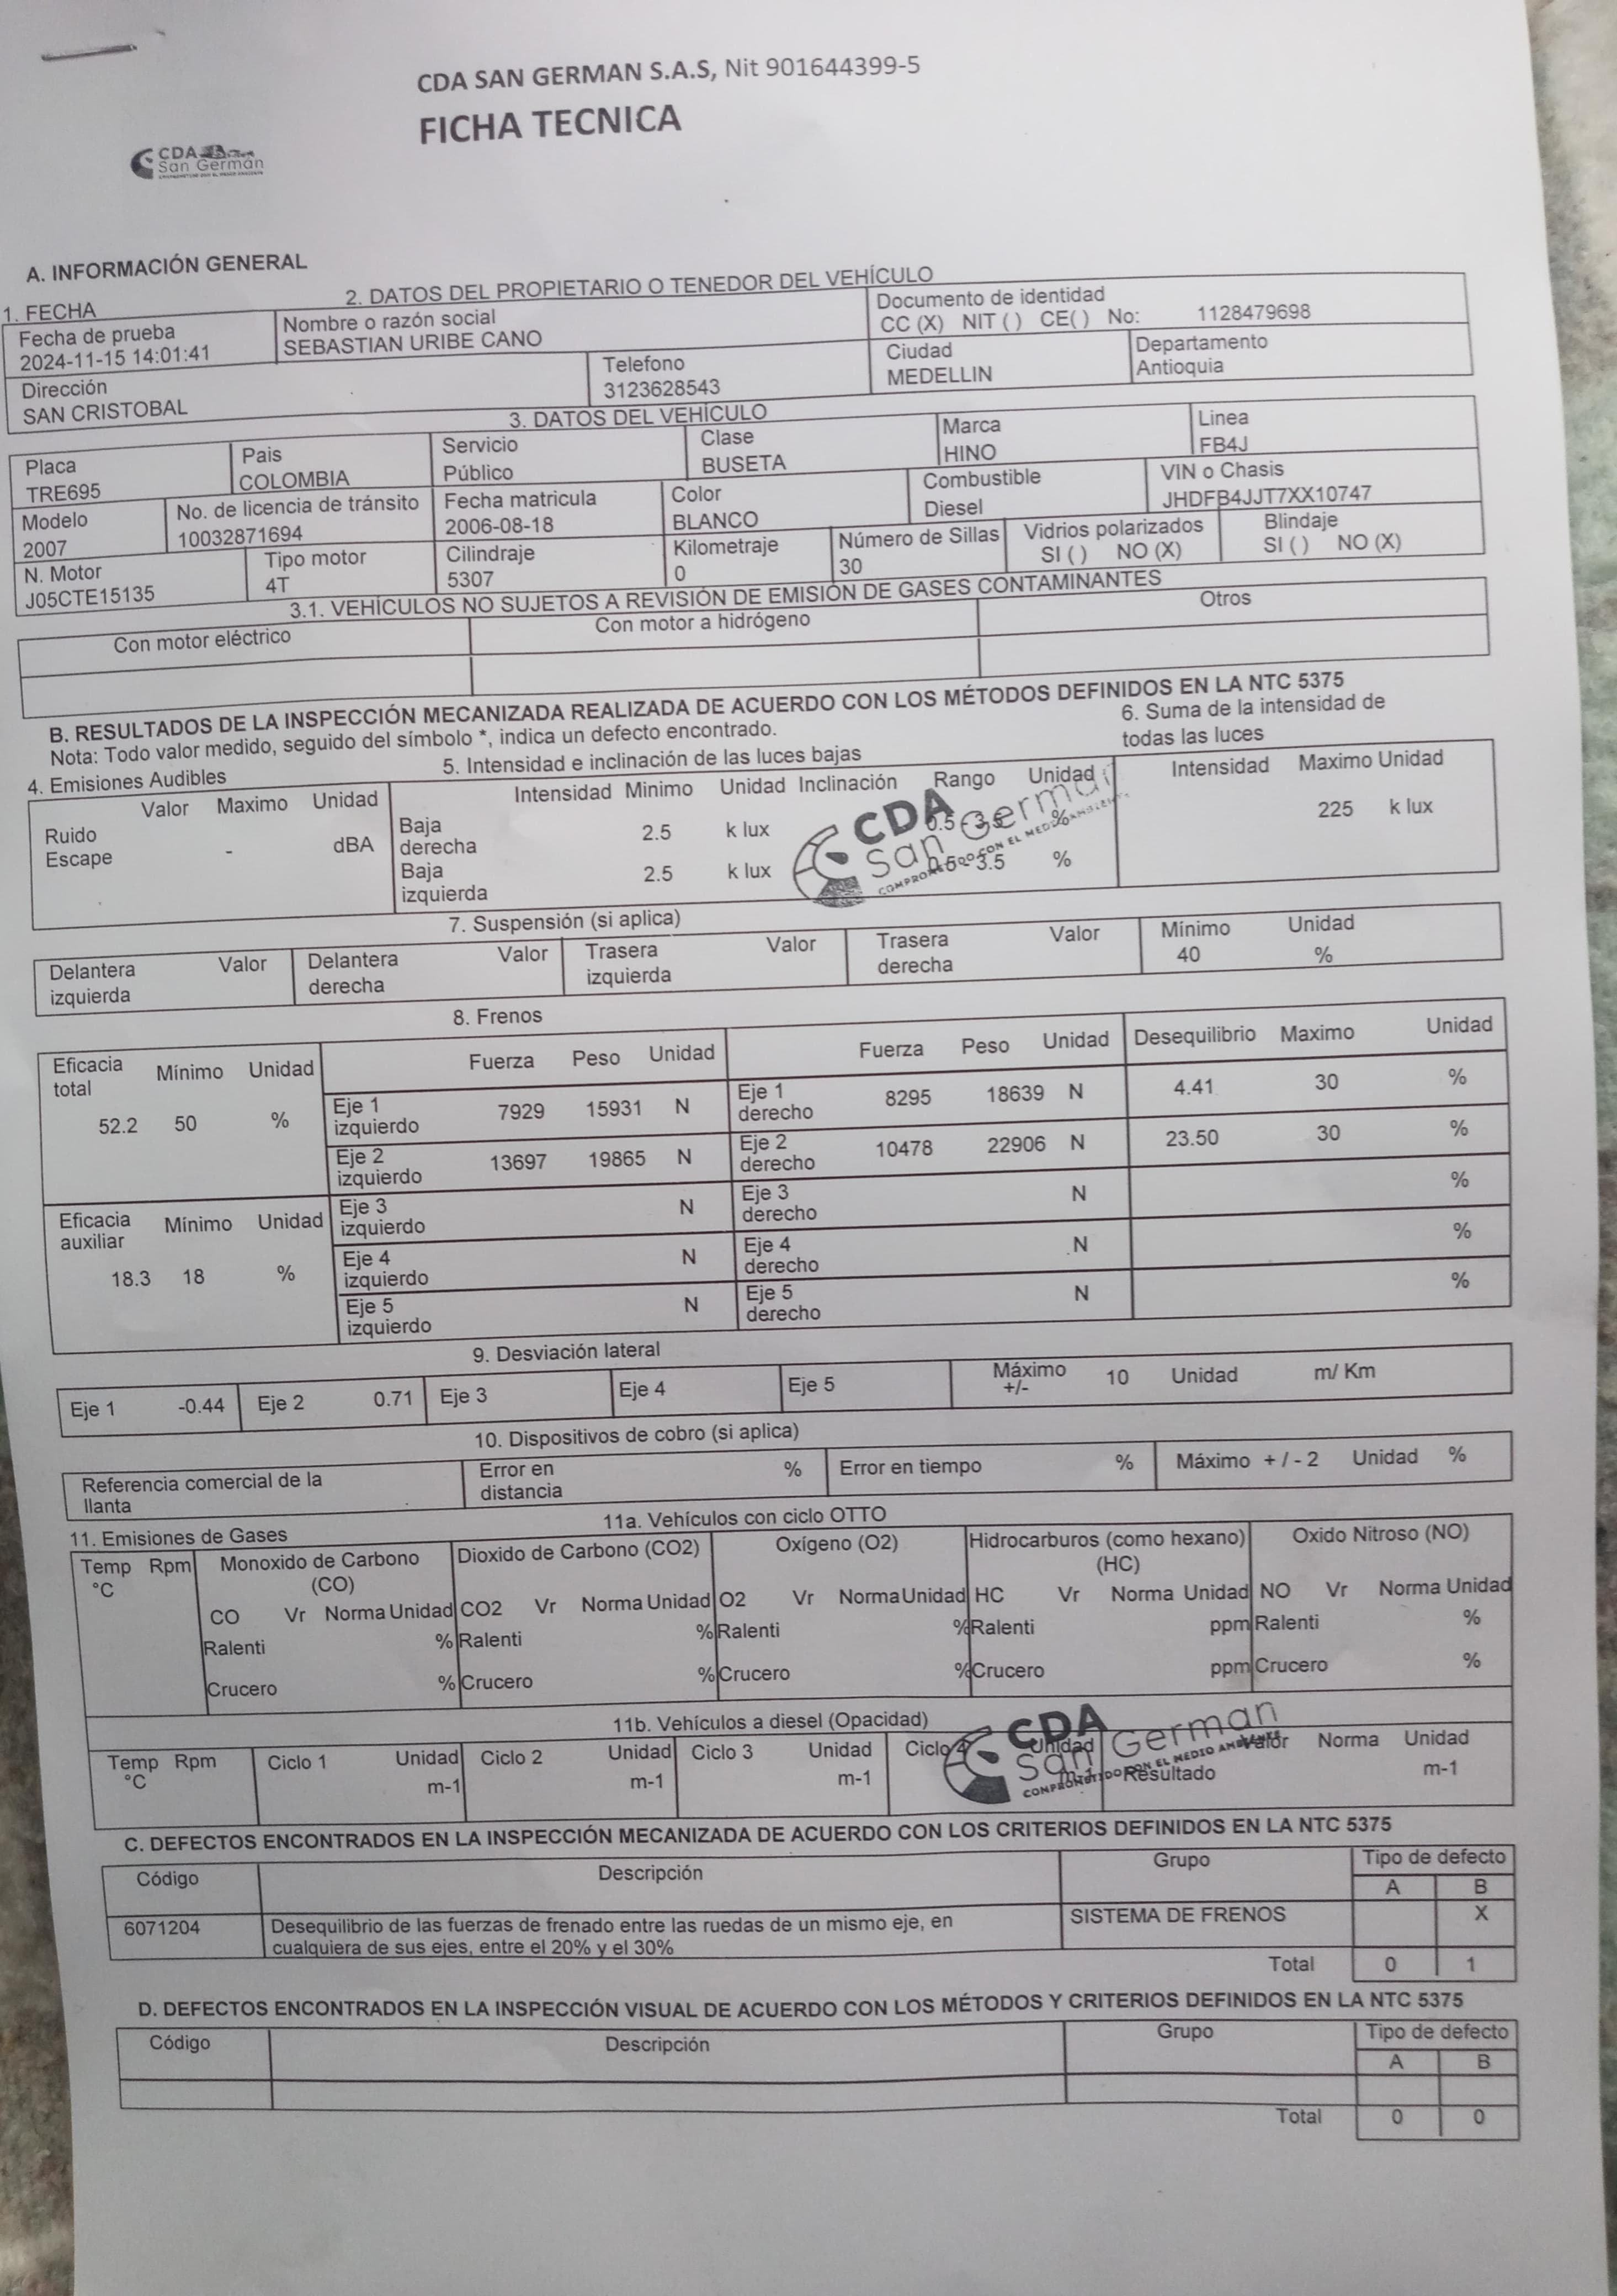 CDA SAN GERMAN S.A.S, Nit 901644399-5
FICHA TECNICA
CDA
San German
A. INFORMACIÓN GENERAL
1. FECHA
2. DATOS DEL PROPIETARIO O TENEDOR DEL VEHÍCULO
Fecha de prueba
2024-11-15 14:01:41
Nombre o razón social
SEBASTIAN URIBE CANO
Documento de identidad
CC (X) NIT ( ) CE( ) No: 1128479698
Dirección
SAN CRISTOBAL
Telefono
3123628543
Ciudad
MEDELLIN
Departamento
Antioquia
3. DATOS DEL VEHÍCULO
Placa
TRE695
Pais
COLOMBIA
Servicio
Público
Clase
BUSETA
Marca
HINO
Linea
FB4J
Modelo
2007
No. de licencia de tránsito
10032871694
Fecha matricula
2006-08-18
Color
BLANCO
Combustible
Diesel
VIN o Chasis
JHDFB4JJT7XX10747
N. Motor
J05CTE15135
Tipo motor
4T
Cilindraje
5307
Kilometraje
0
Número de Sillas
30
Vidrios polarizados
SI ( ) NO (X)
Blindaje
SI ( ) NO (X)
3.1. VEHÍCULOS NO SUJETOS A REVISIÓN DE EMISIÓN DE GASES CONTAMINANTES
Con motor eléctrico Con motor a hidrógeno Otros
B. RESULTADOS DE LA INSPECCIÓN MECANIZADA REALIZADA DE ACUERDO CON LOS MÉTODOS DEFINIDOS EN LA NTC 5375
Nota: Todo valor medido, seguido del símbolo *, indica un defecto encontrado.
4. Emisiones Audibles
5. Intensidad e inclinación de las luces bajas
6. Suma de la intensidad de
todas las luces
Valor Maximo Unidad
Ruido
Escape - dBA
Intensidad Minimo Unidad Inclinación Rango Unidad
Baja
derecha 2.5 k lux 0.5 - 3.5 %
Baja
izquierda 2.5 k lux 0.5 - 3.5 %
Intensidad Maximo Unidad
225 k lux
CDA
San German
COMPROMETIDO CON EL MEDIO AMBIENTE
7. Suspensión (si aplica)
Delantera
izquierda Valor
Delantera
derecha Valor
Trasera
izquierda Valor
Trasera
derecha Valor
Mínimo Unidad
40 %
8. Frenos
Eficacia
total Mínimo Unidad
52.2 50 %
Fuerza Peso Unidad Fuerza Peso Unidad Desequilibrio Maximo Unidad
Eje 1
izquierdo 7929 15931 N
Eje 1
derecho 8295 18639 N 4.41 30 %
Eje 2
izquierdo 13697 19865 N
Eje 2
derecho 10478 22906 N 23.50 30 %
Eficacia
auxiliar Mínimo Unidad
18.3 18 %
Eje 3
izquierdo N
Eje 3
derecho N %
Eje 4
izquierdo N
Eje 4
derecho N %
Eje 5
izquierdo N
Eje 5
derecho N %
9. Desviación lateral
Eje 1 -0.44 Eje 2 0.71 Eje 3 Eje 4 Eje 5
Máximo
+/- 10 Unidad m/ Km
10. Dispositivos de cobro (si aplica)
Referencia comercial de la
llanta
Error en
distancia %
Error en tiempo %
Máximo + / - 2 Unidad %
11. Emisiones de Gases
11a. Vehículos con ciclo OTTO
Temp Rpm
°C
Monoxido de Carbono
(CO)
Dioxido de Carbono (CO2)
Oxígeno (O2)
Hidrocarburos (como hexano)
(HC)
Oxido Nitroso (NO)
CO Vr Norma Unidad CO2 Vr Norma Unidad O2 Vr Norma Unidad HC Vr Norma Unidad NO Vr Norma Unidad
Ralenti % Ralenti % Ralenti % Ralenti ppm Ralenti %
Crucero % Crucero % Crucero % Crucero ppm Crucero %
11b. Vehículos a diesel (Opacidad)
Temp Rpm
°C
Ciclo 1 Unidad
m-1
Ciclo 2 Unidad
m-1
Ciclo 3 Unidad
m-1
Ciclo 4 Unidad
m-1
Valor Norma Unidad
Resultado m-1
CDA
San German
COMPROMETIDO CON EL MEDIO AMBIENTE
C. DEFECTOS ENCONTRADOS EN LA INSPECCIÓN MECANIZADA DE ACUERDO CON LOS CRITERIOS DEFINIDOS EN LA NTC 5375
Código Descripción Grupo Tipo de defecto
A B
6071204 Desequilibrio de las fuerzas de frenado entre las ruedas de un mismo eje, en
cualquiera de sus ejes, entre el 20% y el 30%
SISTEMA DE FRENOS X
Total 0 1
D. DEFECTOS ENCONTRADOS EN LA INSPECCIÓN VISUAL DE ACUERDO CON LOS MÉTODOS Y CRITERIOS DEFINIDOS EN LA NTC 5375
Código Descripción Grupo Tipo de defecto
A B
Total 0 0